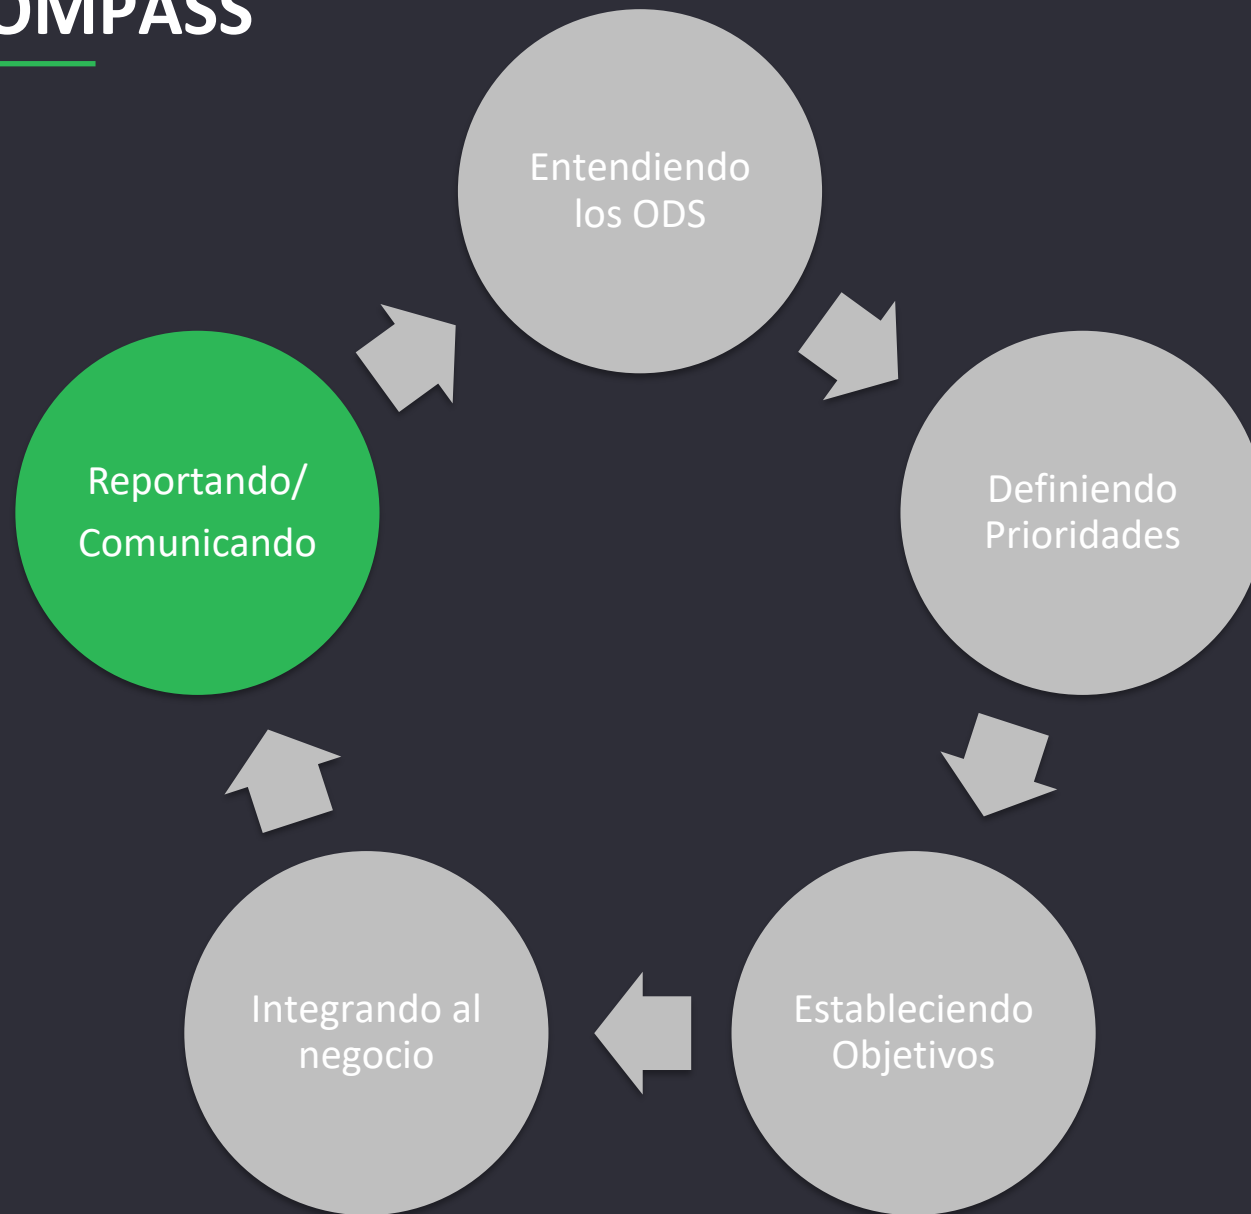 OMPASS
Entendiendo
los ODS
Definiendo
Prioridades
Estableciendo
Objetivos
Integrando al
negocio
Reportando/
Comunicando